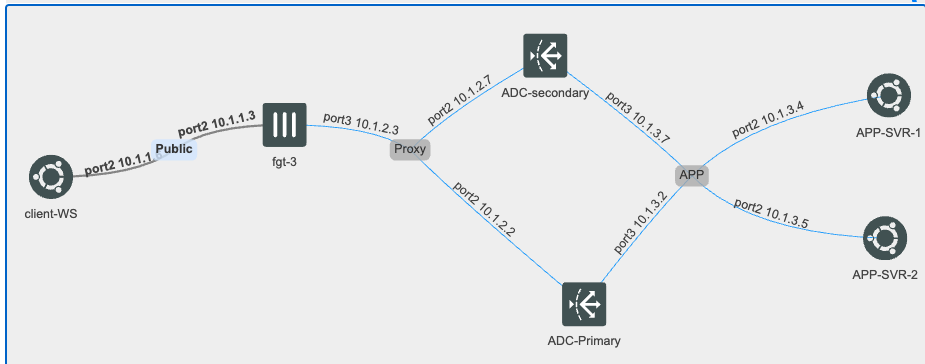 port2 10.1.1.3
port2 10.1.1.
Public
client-WS
fgt-3
port3 10.1.2.3
Proxy
port2 10.1.2.7
ADC-secondary
port3 10.1.3.7
port2 10.1.2.2
ADC-Primary
port3 10.1.3.2
APP
port2 10.1.3.4
APP-SVR-1
port2 10.1.3.5
APP-SVR-2